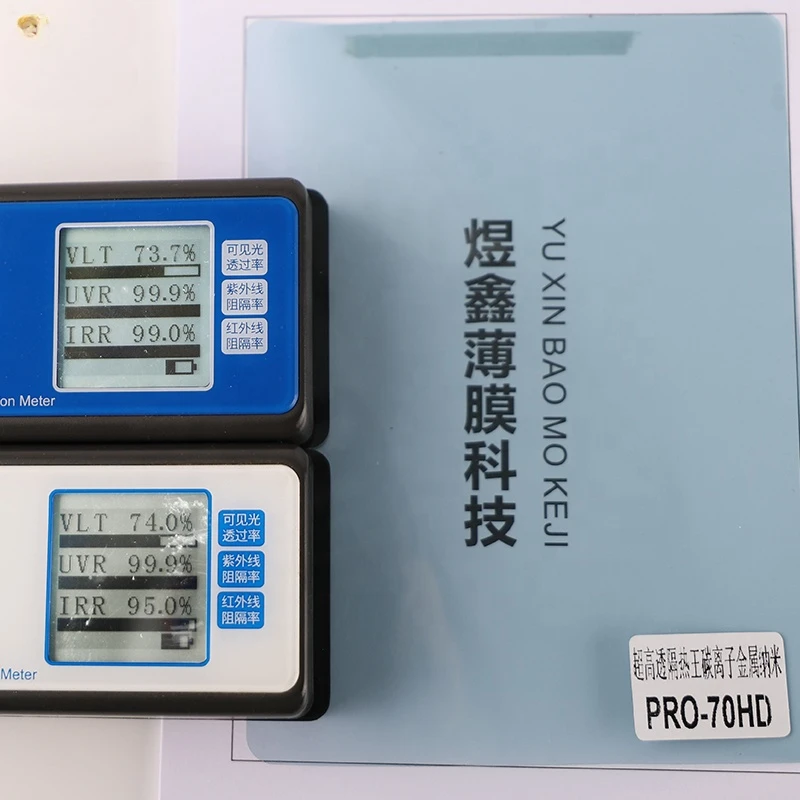 VLT 73.7%
可见光
透过率
UVR 99.9%
紫外线
阻隔率
IRR 99.0%
红外线
阻隔率
on Meter
VLT 74.0%
可见光
透过率
UVR 99.9%
紫外线
阻隔率
IRR 95.0%
红外线
阻隔率
Meter
煜鑫薄膜科技
YU XIN BAO MO KEJI
超高透隔热王碳离子金属纳米
PRO-70HD